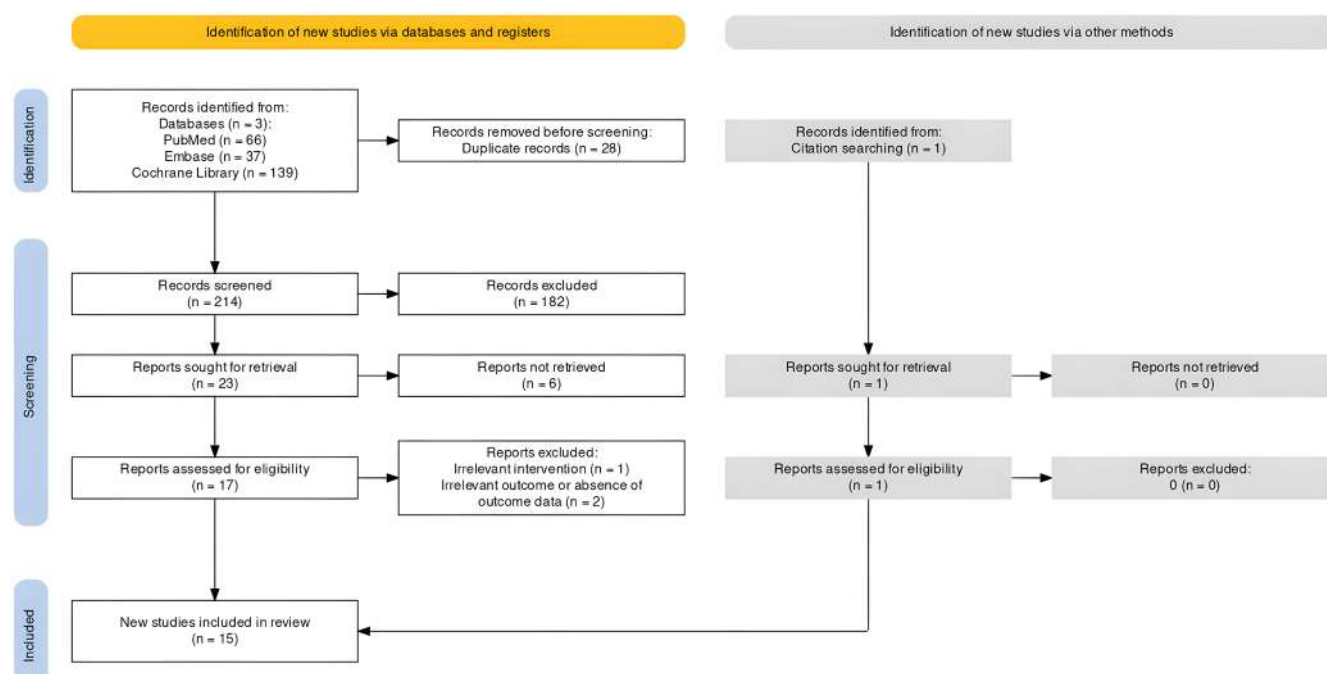 Identification of new studies via databases and registers
Identification of new studies via other methods
Identification
Records identified from:
Databases (n = 3):
PubMed (n = 66)
Embase (n = 37)
Cochrane Library (n = 139)
Records removed before screening:
Duplicate records (n = 28)
Records identified from:
Citation searching (n = 1)
Screening
Records screened
(n = 214)
Records excluded
(n = 182)
Reports sought for retrieval
(n = 23)
Reports not retrieved
(n = 6)
Reports sought for retrieval
(n = 1)
Reports not retrieved
(n = 0)
Reports assessed for eligibility
(n = 17)
Reports excluded:
Irrelevant intervention (n = 1)
Irrelevant outcome or absence of
outcome data (n = 2)
Reports assessed for eligibility
(n = 1)
Reports excluded:
0 (n = 0)
Included
New studies included in review
(n = 15)